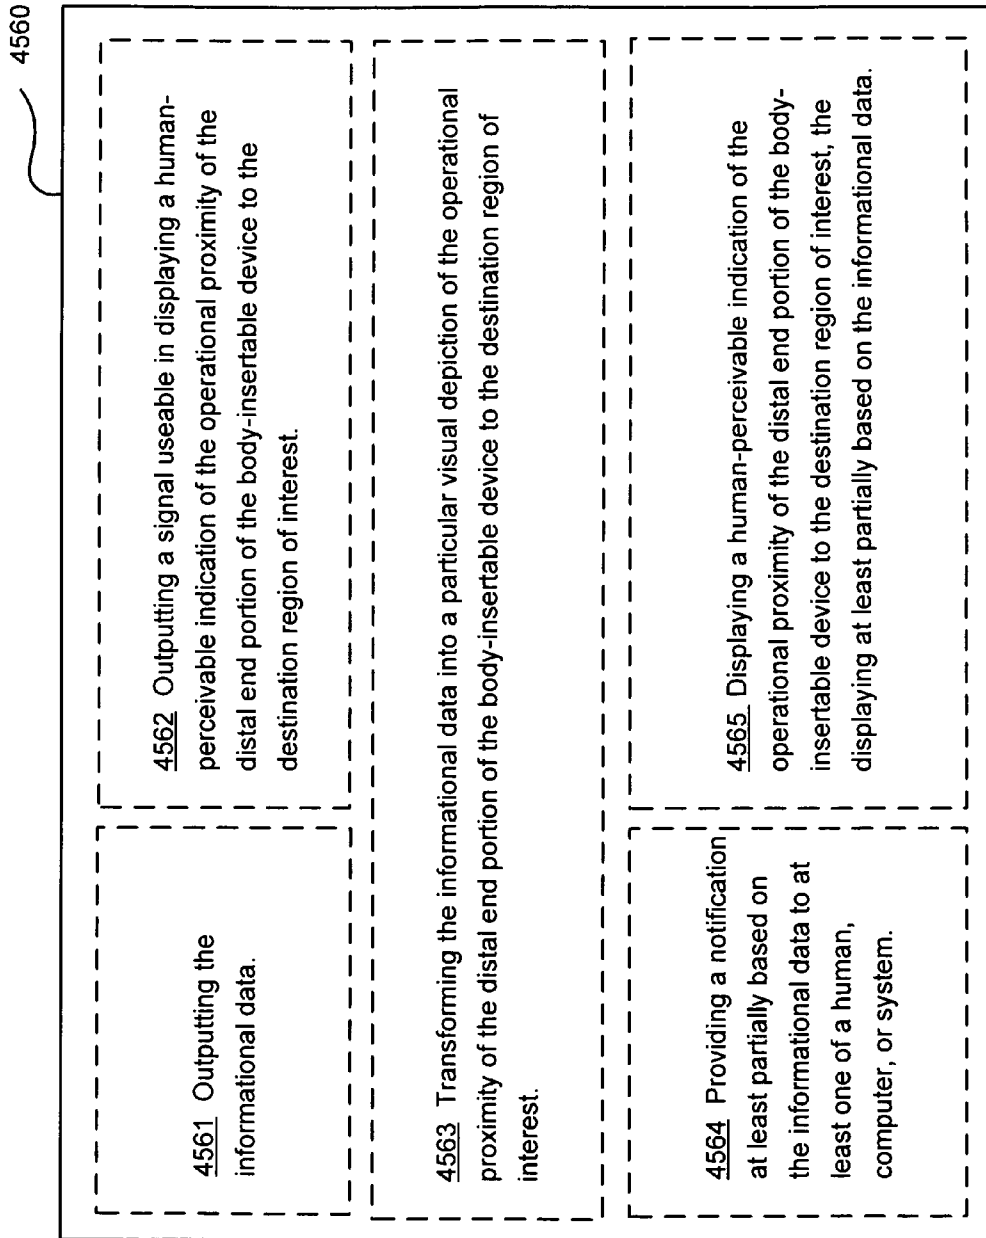 4560
4561 Outputting the
informational data.
4562 Outputting a signal useable in displaying a human-
perceivable indication of the operational proximity of the
distal end portion of the body-insertable device to the
destination region of interest.
4563 Transforming the informational data into a particular visual depiction of the operational
proximity of the distal end portion of the body-insertable device to the destination region of
interest.
4564 Providing a notification
at least partially based on
the informational data to at
least one of a human,
computer, or system.
4565 Displaying a human-perceivable indication of the
operational proximity of the distal end portion of the body-
insertable device to the destination region of interest, the
displaying at least partially based on the informational data.